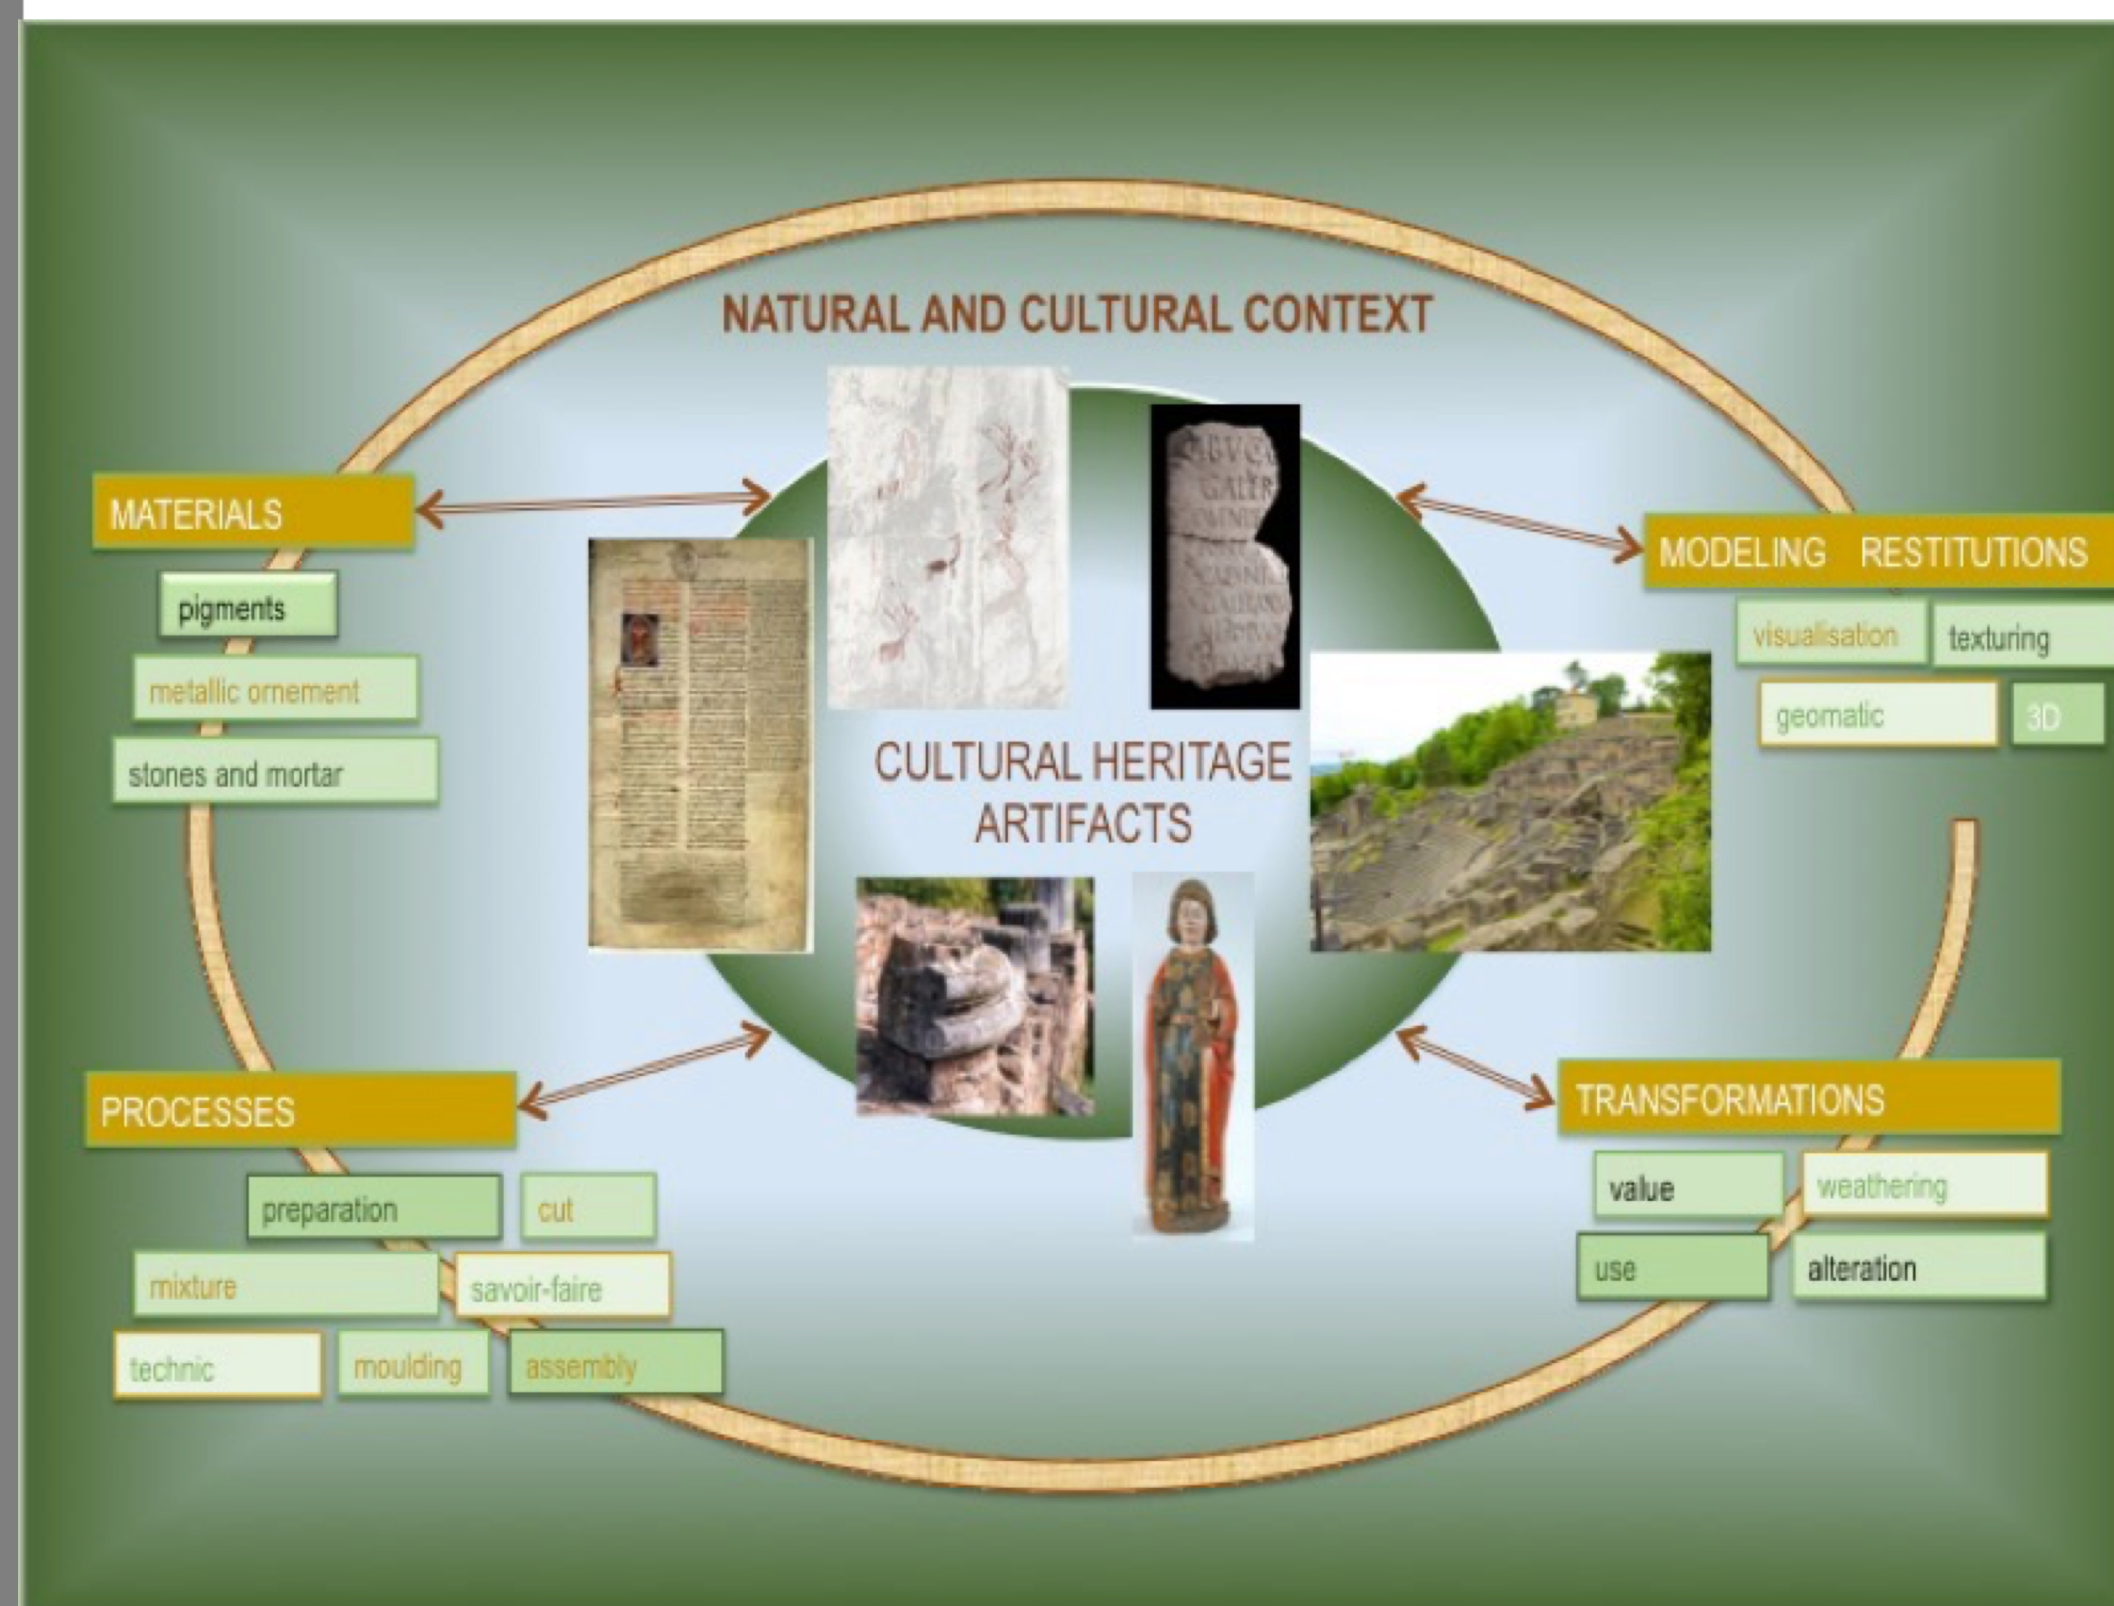 NATURAL AND CULTURAL CONTEXT
MATERIALS
pigments
metallic ornement
stones and mortar
MODELING RESTITUTIONS
visualisation texturing
geomatic 3D
GALER
CULTURAL HERITAGE
ARTIFACTS
PROCESSES
preparation cut
mixture savoir-faire
technic moulding assembly
TRANSFORMATIONS
value weathering
use alteration